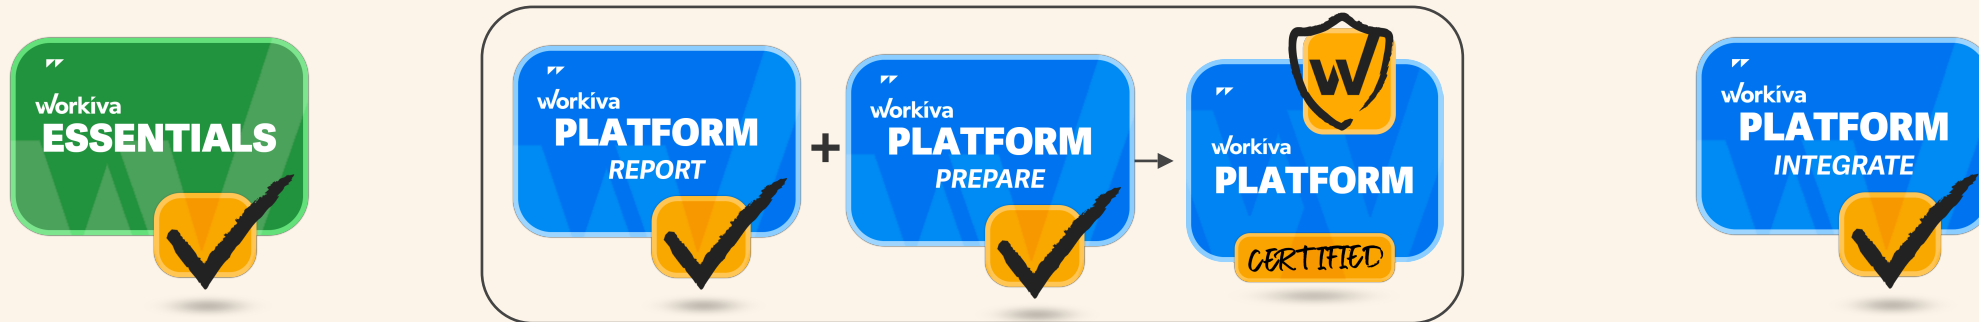 workiva
ESSENTIALS
workiva
PLATFORM
REPORT
+
workiva
PLATFORM
PREPARE
W
workiva
PLATFORM
CERTIFIED
workiva
PLATFORM
INTEGRATE